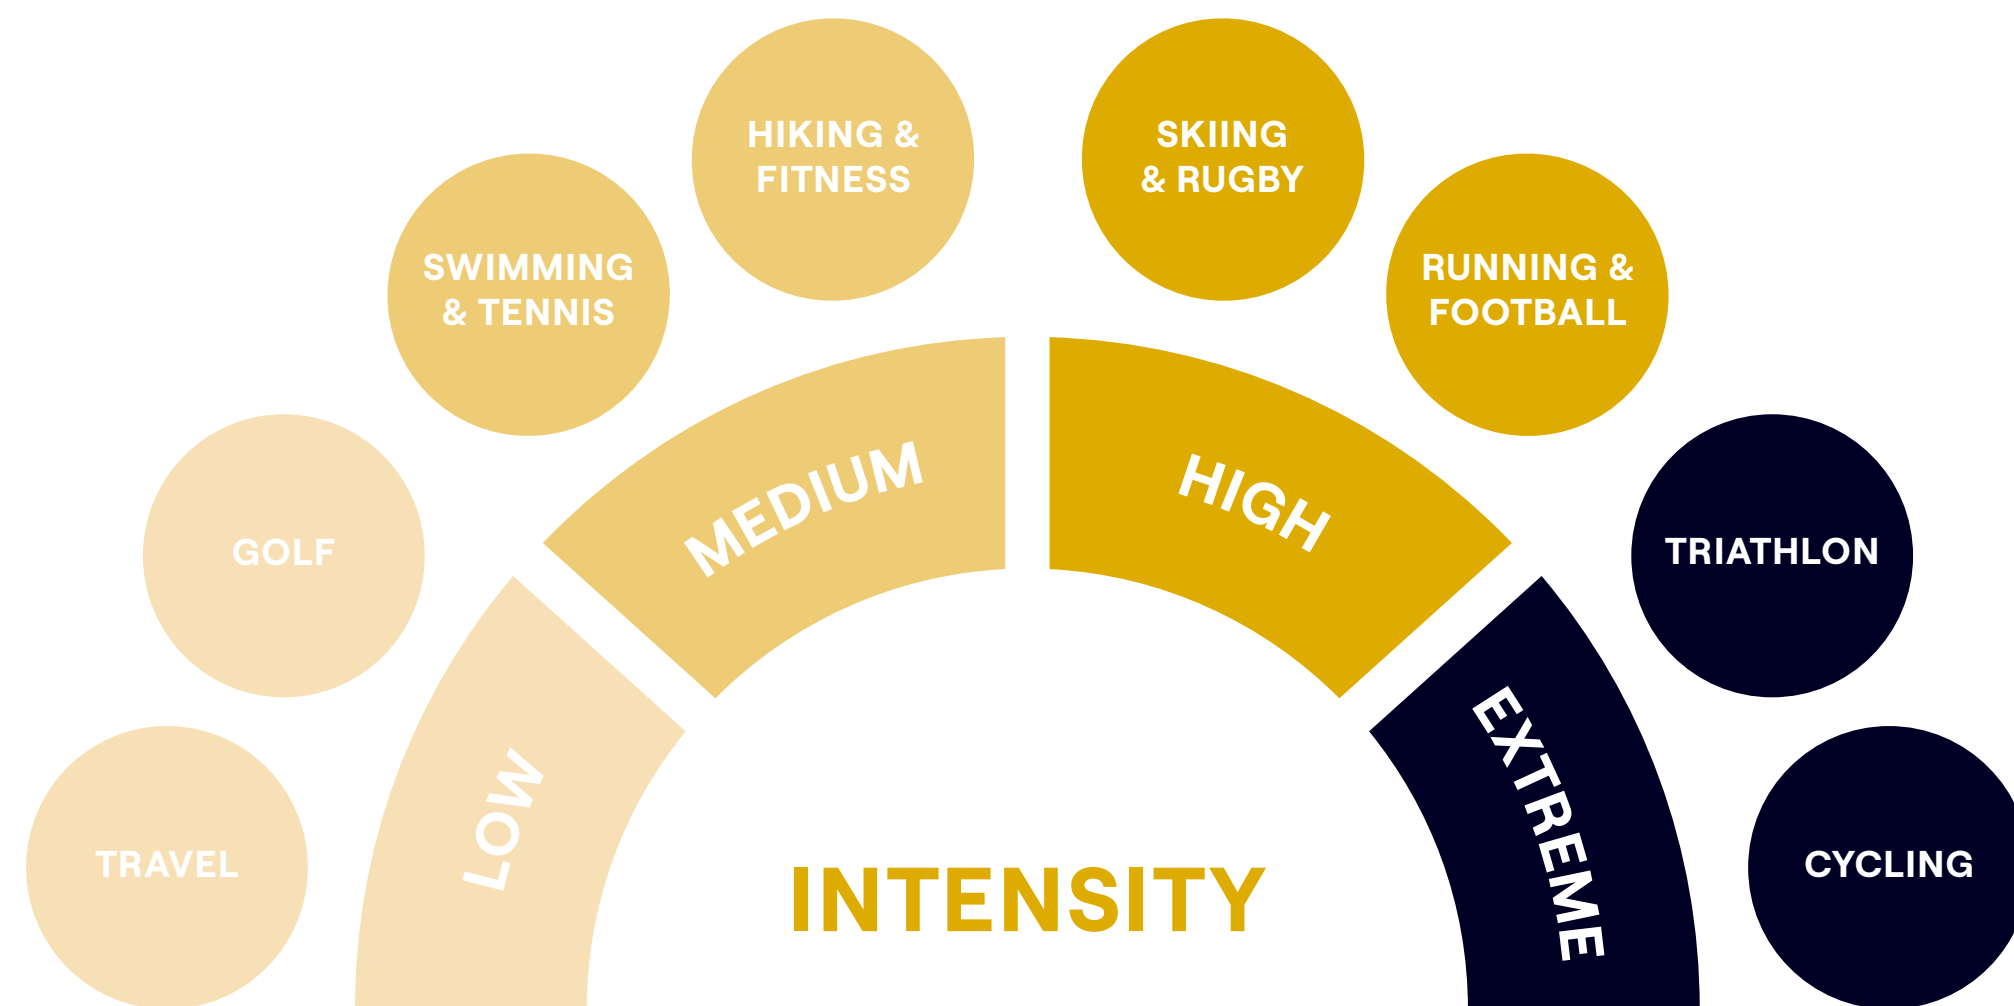 HIKING &
FITNESS
SKIING
& RUGBY
SWIMMING
& TENNIS
RUNNING &
FOOTBALL
MEDIUM
HIGH
GOLF
TRIATHLON
LOW
EXTREME
TRAVEL
INTENSITY
CYCLING